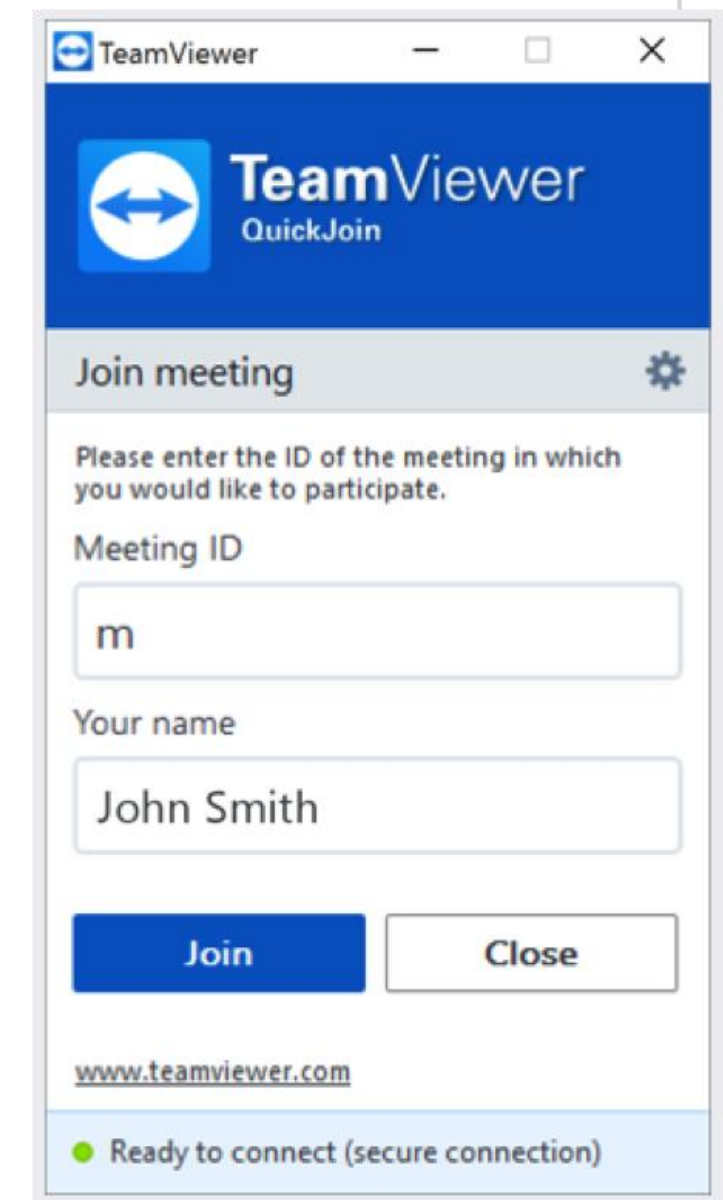 TeamViewer
TeamViewer
QuickJoin
Join meeting
Please enter the ID of the meeting in which
you would like to participate.
Meeting ID
m
Your name
John Smith
Join Close
www.teamviewer.com
Ready to connect (secure connection)